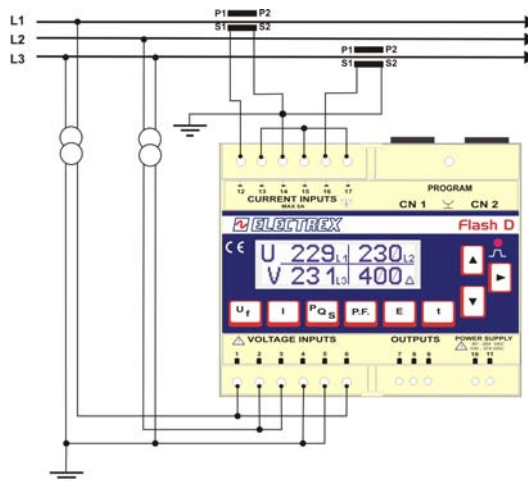 L1
P1 P2
S1 S2
L2
L3
P1 P2
S1 S2
12 13 14 15 16 17
CURRENT INPUTS
MAX 5A
PROGRAM
CN 1 CN 2
ELECTREX
Flash D
CE
U 229 L1 230 L2
V 231 L3 400 Δ
Uf I PQS P.F. E t
VOLTAGE INPUTS
OUTPUTS
POWER SUPPLY
1 2 3 4 5 6
7 8 9
10 11